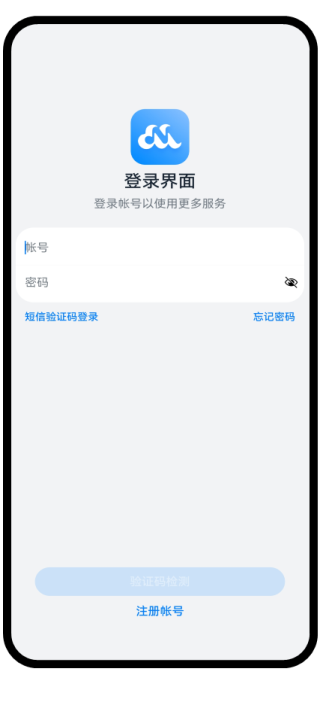 登录界面
登录帐号以使用更多服务
帐号
密码
短信验证码登录 忘记密码
验证码检测
注册帐号